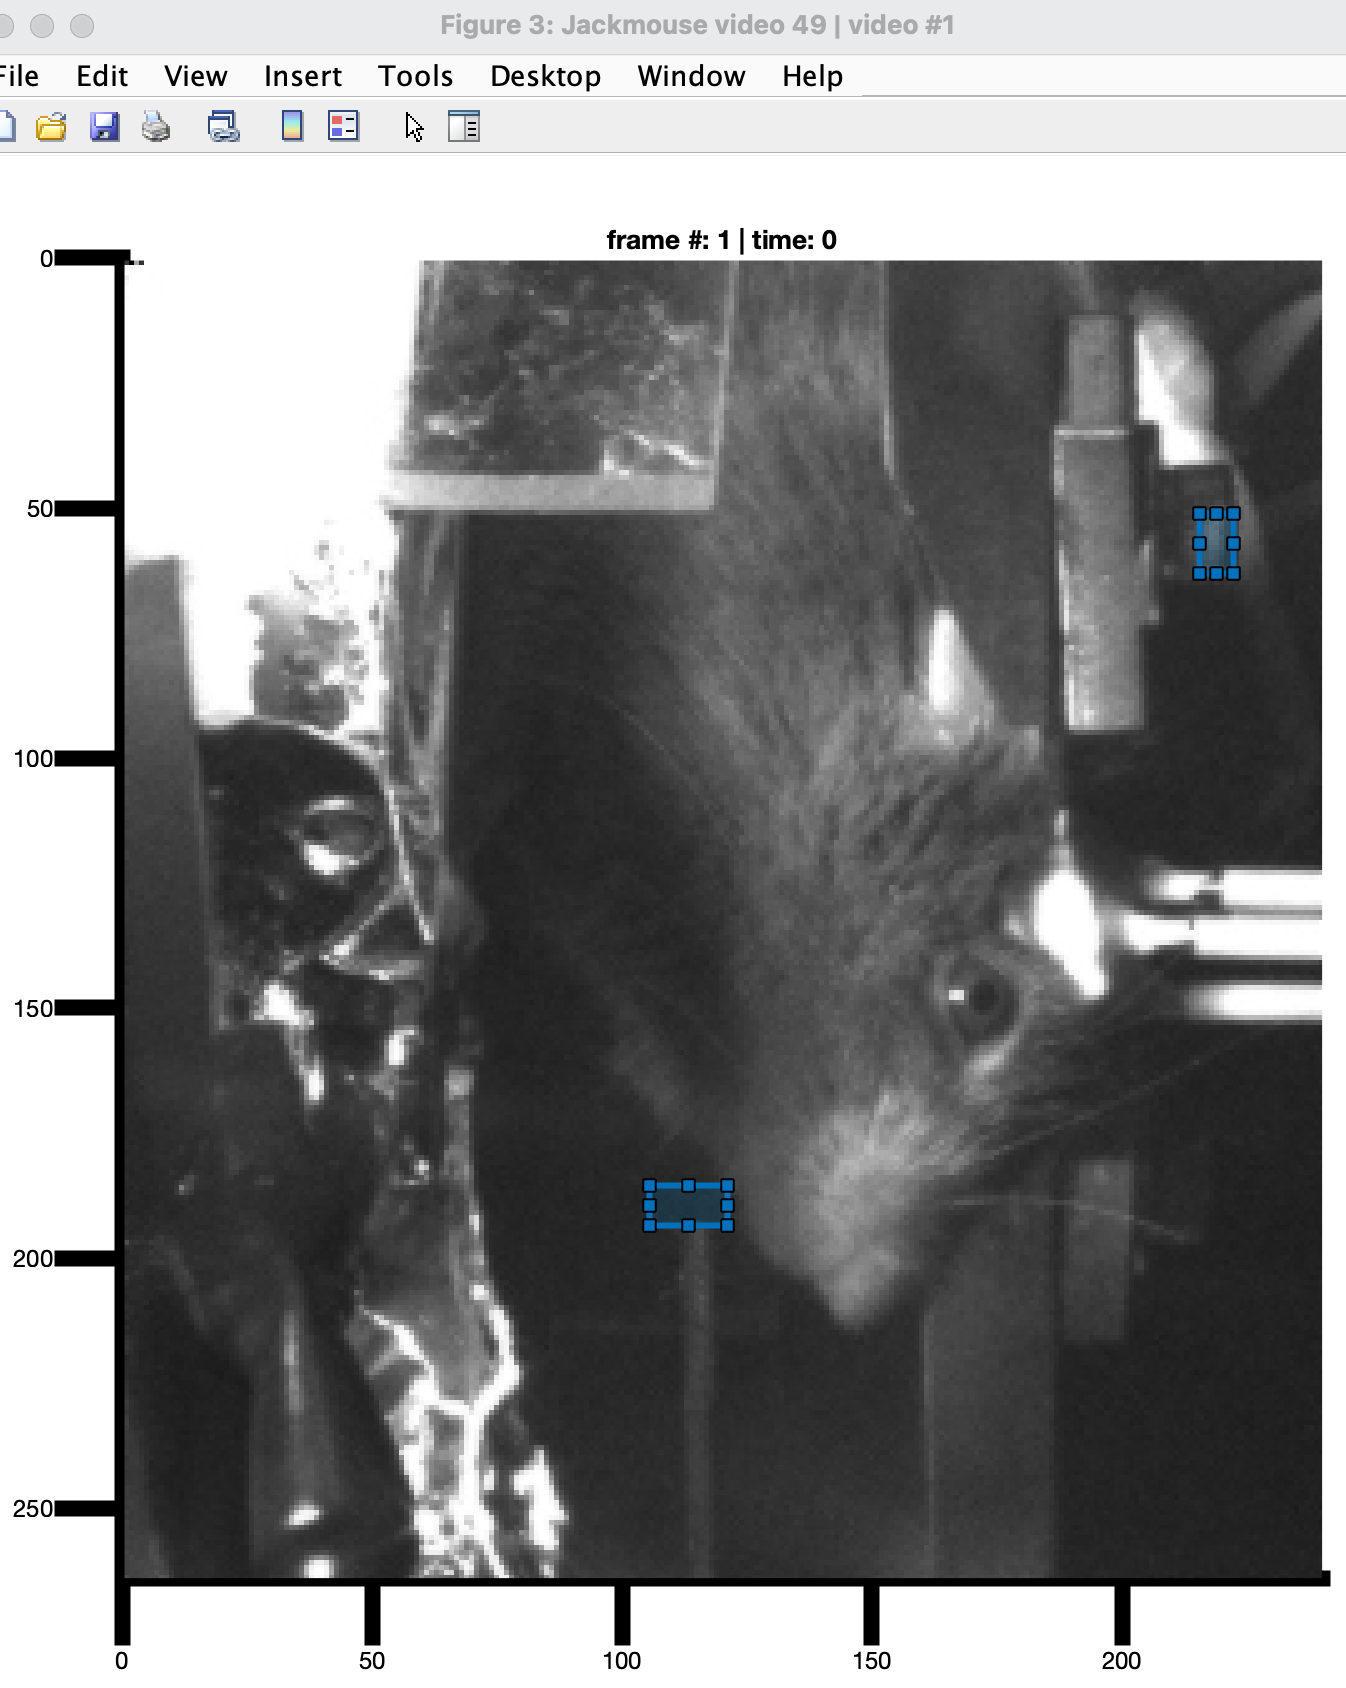 Figure 3: Jackmouse video 49 | video #1
File Edit View Insert Tools Desktop Window Help
frame #: 1 | time: 0
0
50
100
150
200
250
0 50 100 150 200